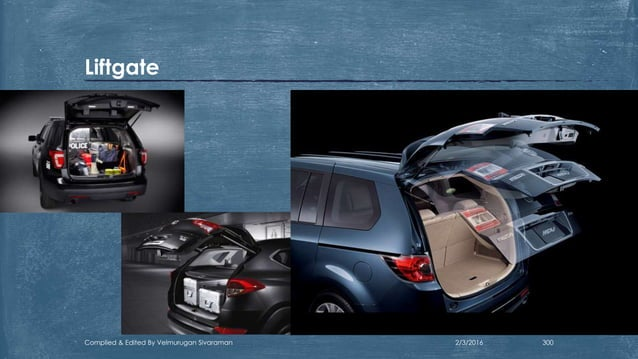 Liftgate
POLICE
Compiled & Edited By Velmurugan Sivaraman
2/3/2016
300